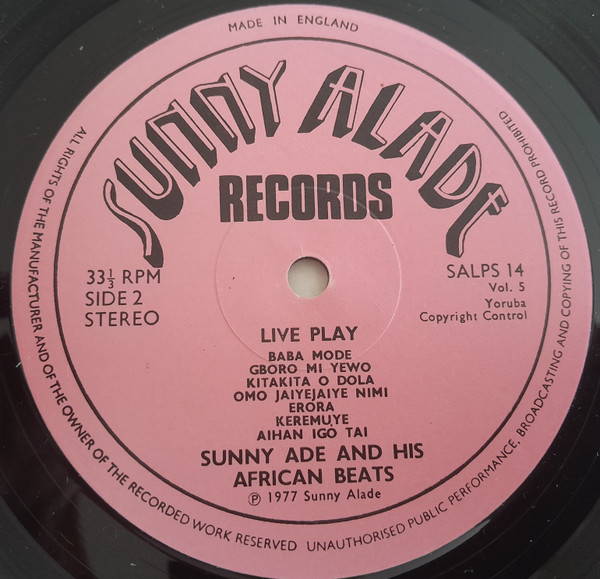 MADE IN ENGLAND
SUNNY ALADE
RECORDS
33⅓ RPM
SIDE 2
STEREO
SALPS 14
Vol. 5
Yoruba
Copyright Control
LIVE PLAY
BABA MODE
GBORO MI YEWO
KITAKITA O DOLA
OMO JAIYEJAIYE NIMI
ERORA
KEREMUYE
AIHAN IGO TAI
SUNNY ADE AND HIS
AFRICAN BEATS
Ⓟ 1977 Sunny Alade
ALL RIGHTS OF THE MANUFACTURER AND OF THE OWNER OF THE RECORDED WORK RESERVED UNAUTHORISED PUBLIC PERFORMANCE, BROADCASTING AND COPYING OF THIS RECORD PROHIBITED